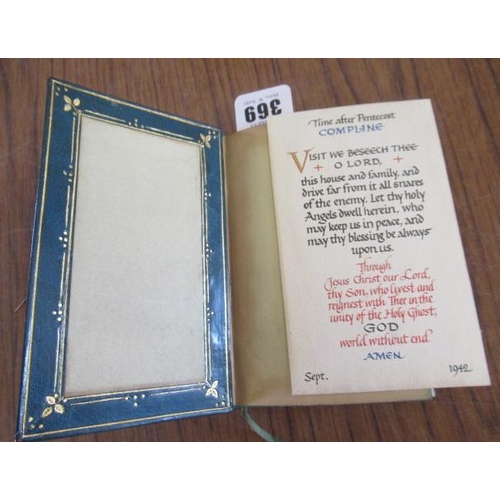 369
Time after Pentecost
COMPLINE
VISIT WE BESEECH THEE
+ O LORD, +
this house and family, and
drive far from it all snares
of the enemy. Let thy holy
Angels dwell herein, who
may keep us in peace, and
may thy blessing be always
upon us.
Through
Jesus Christ our Lord,
thy Son, who livest and
reignest with Thee in the
unity of the Holy Ghost,
GOD
world without end.
AMEN.
Sept. 1942